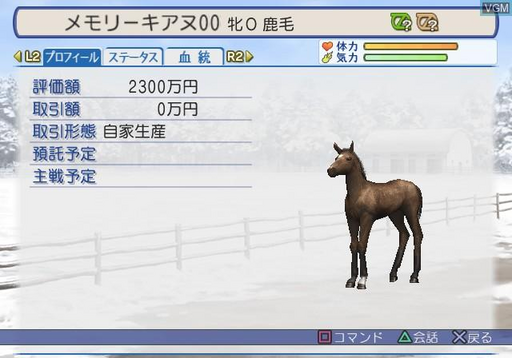 VGM
メモリーキアヌ00 牝0 鹿毛
L2 プロフィール ステータス 血統 R2
体力
気力
評価額 2300万円
取引額 0万円
取引形態 自家生産
預託予定
主戦予定
コマンド 会話 戻る